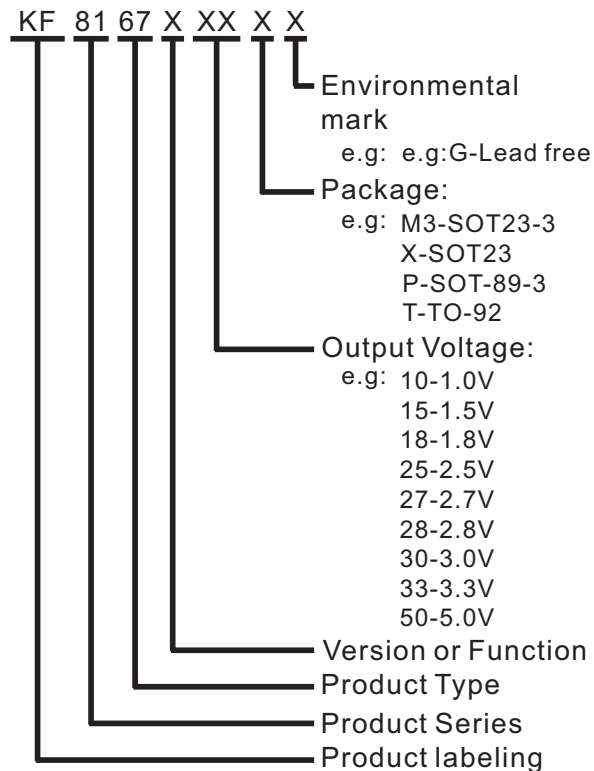 KF 81 67 X XX X X
Environmental
mark
e.g: e.g:G-Lead free
Package:
e.g: M3-SOT23-3
X-SOT23
P-SOT-89-3
T-TO-92
Output Voltage:
e.g: 10-1.0V
15-1.5V
18-1.8V
25-2.5V
27-2.7V
28-2.8V
30-3.0V
33-3.3V
50-5.0V
Version or Function
Product Type
Product Series
Product labeling